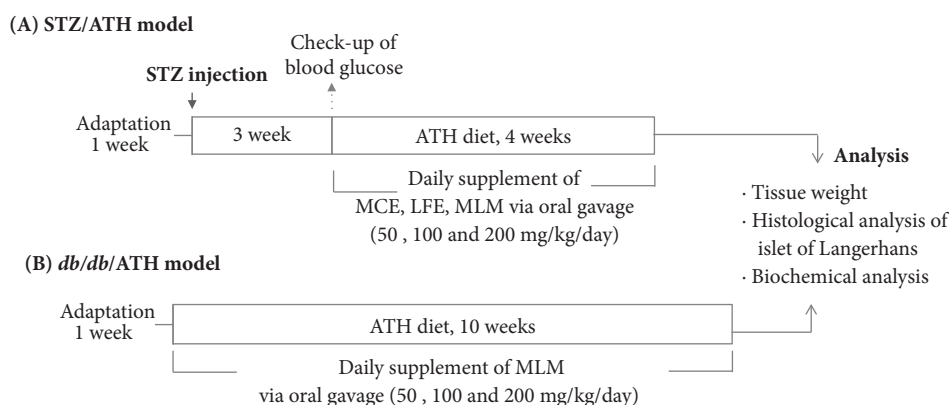 (A) STZ/ATH model
Check-up of
blood glucose
STZ injection
Adaptation
1 week
3 week
ATH diet, 4 weeks
Daily supplement of
MCE, LFE, MLM via oral gavage
(50 , 100 and 200 mg/kg/day)
Analysis
· Tissue weight
· Histological analysis of
islet of Langerhans
· Biochemical analysis
(B) db/db/ATH model
Adaptation
1 week
ATH diet, 10 weeks
Daily supplement of MLM
via oral gavage (50 , 100 and 200 mg/kg/day)